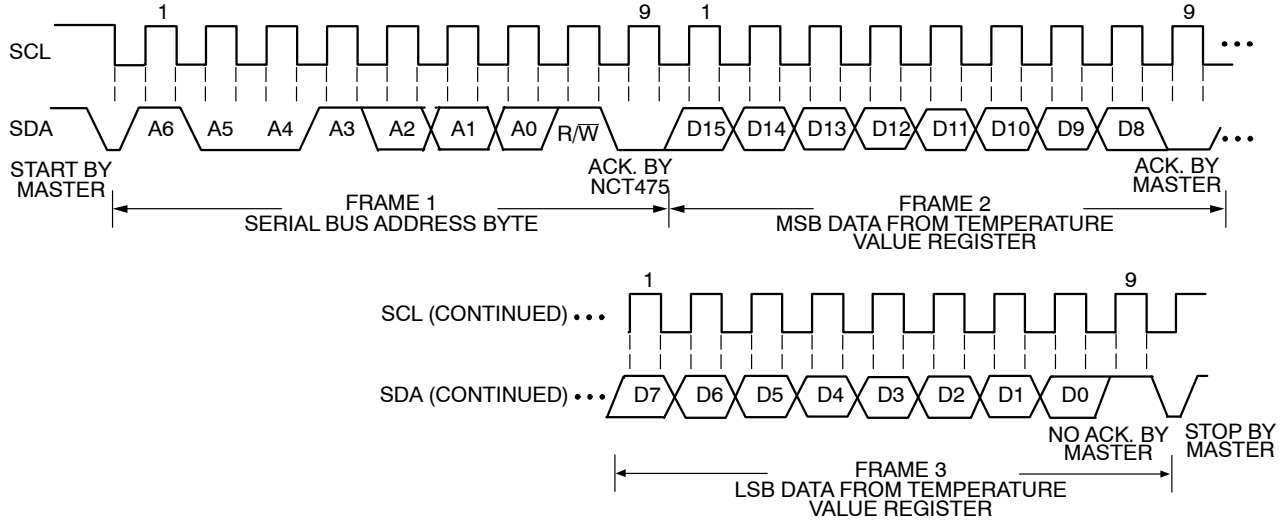 1 9 1 9
SCL
SDA A6 A5 A4 A3 A2 A1 A0 R/W̅ D15 D14 D13 D12 D11 D10 D9 D8
START BY
MASTER
ACK. BY
NCT475
ACK. BY
MASTER
FRAME 1
SERIAL BUS ADDRESS BYTE
FRAME 2
MSB DATA FROM TEMPERATURE
VALUE REGISTER
1 9
SCL (CONTINUED)
SDA (CONTINUED) D7 D6 D5 D4 D3 D2 D1 D0
NO ACK. BY
MASTER
STOP BY
MASTER
FRAME 3
LSB DATA FROM TEMPERATURE
VALUE REGISTER